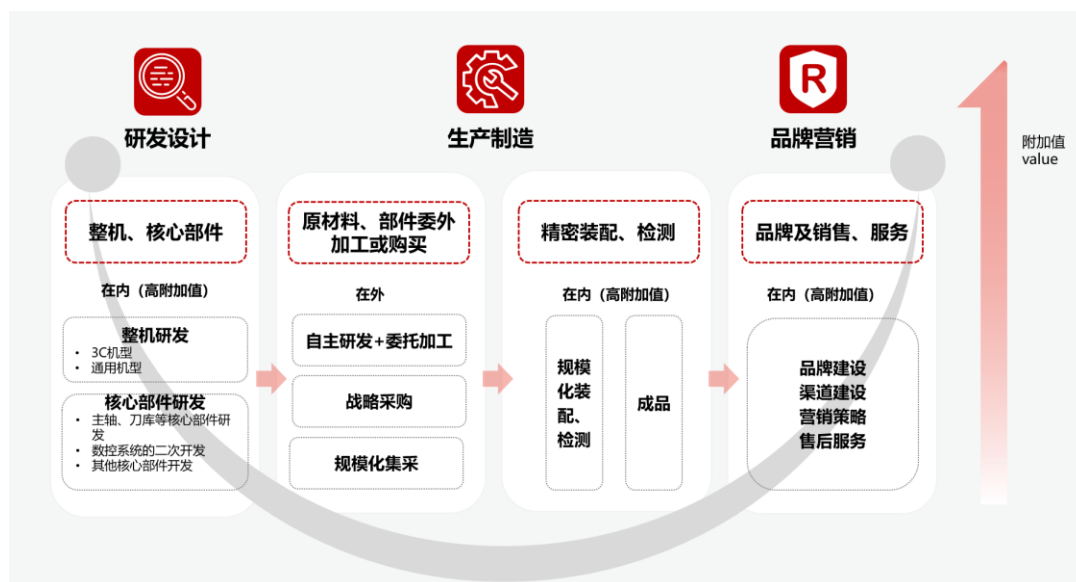 研发设计
生产制造
R
品牌营销
附加值
value
整机、核心部件
在内（高附加值）
整机研发
• 3C机型
• 通用机型
核心部件研发
• 主轴、刀库等核心部件研
发
• 数控系统的二次开发
• 其他核心部件开发
原材料、部件委外
加工或购买
在外
自主研发+委托加工
战略采购
规模化集采
精密装配、检测
在内（高附加值）
规模
化装
配、
检测
成品
品牌及销售、服务
在内（高附加值）
品牌建设
渠道建设
营销策略
售后服务